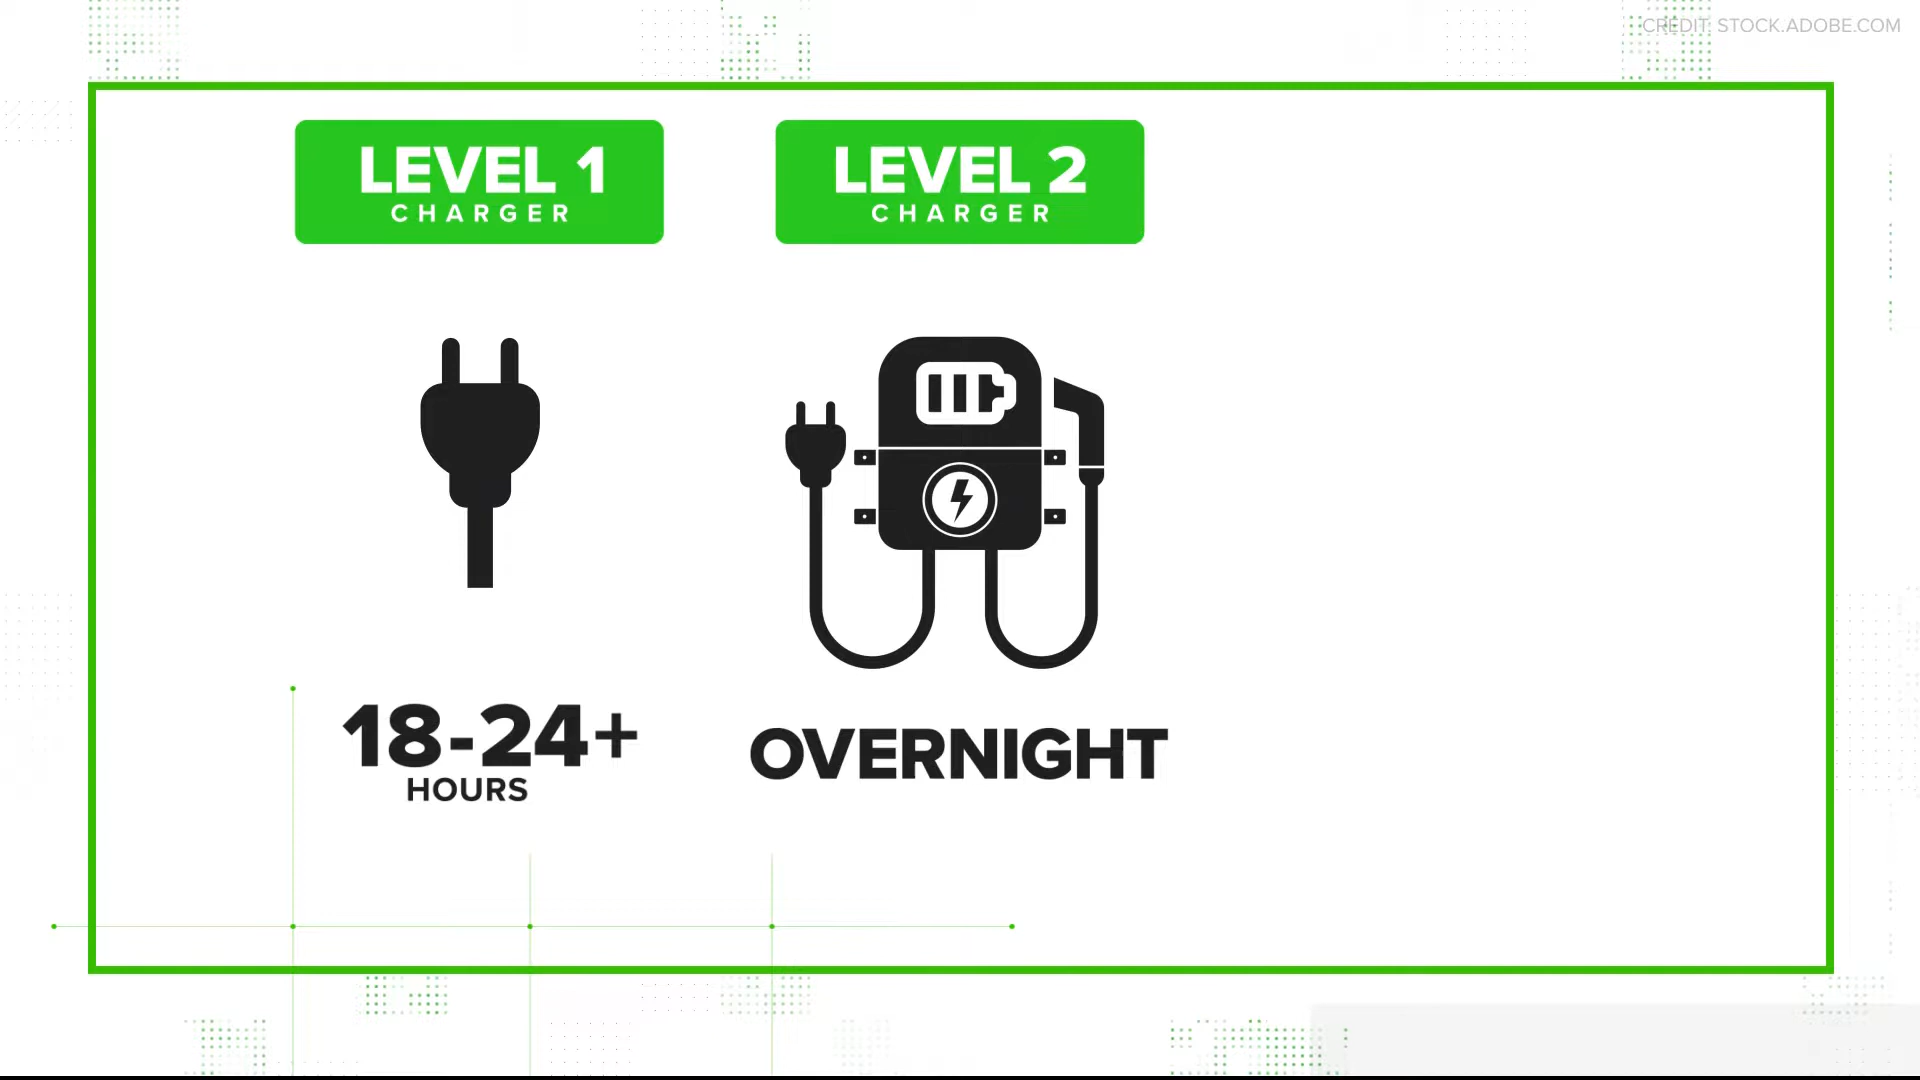 CREDIT: STOCK.ADOBE.COM
LEVEL 1
CHARGER
LEVEL 2
CHARGER
18-24+
HOURS
OVERNIGHT